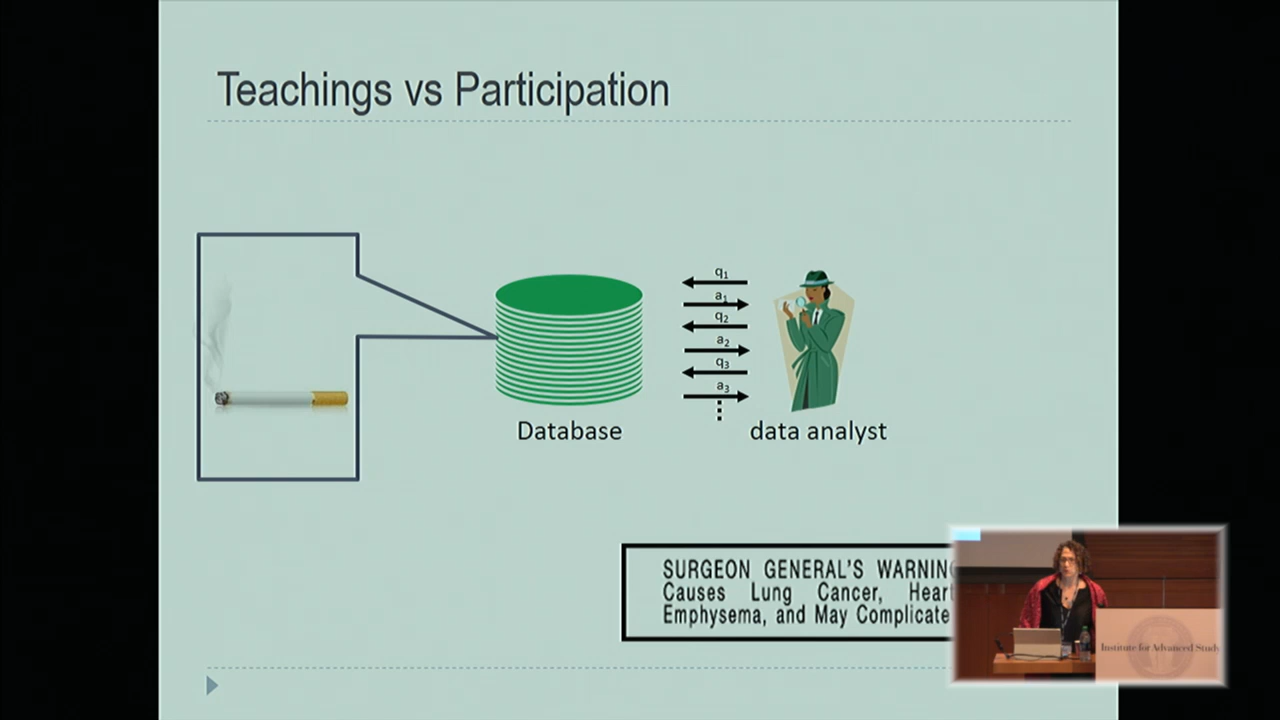 Teachings vs Participation
q1
a1
q2
a2
q3
a3
Database
data analyst
SURGEON GENERAL'S WARNING
Causes Lung Cancer, Heart
Emphysema, and May Complicate
Institute for Advanced Study